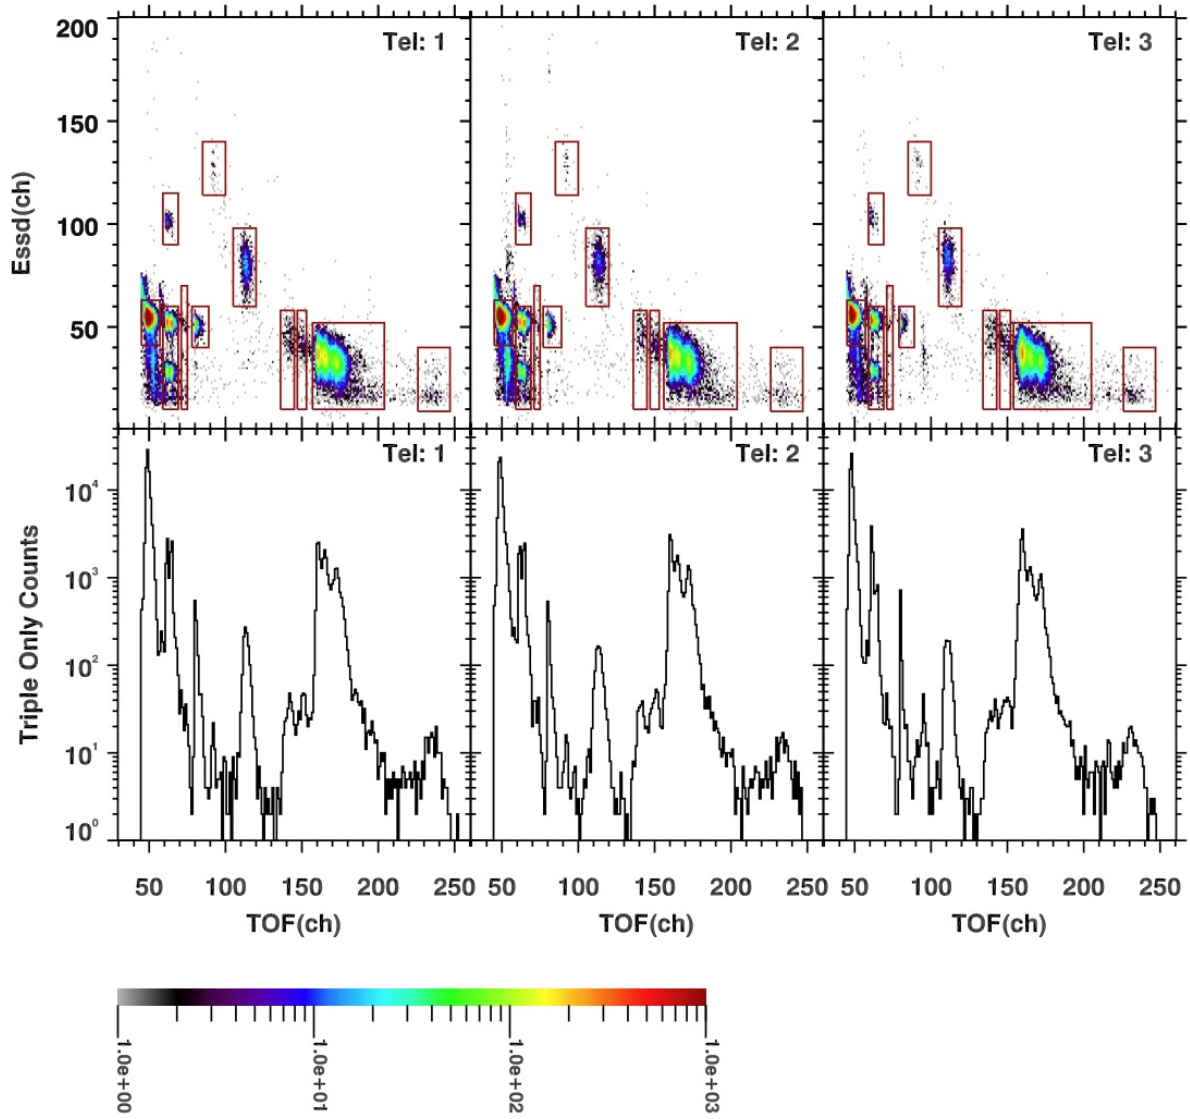 Tel: 1
Tel: 2
Tel: 3
200
150
100
50
Essd(ch)
Tel: 1
Tel: 2
Tel: 3
10⁴
10³
10²
10¹
10⁰
Triple Only Counts
50 100 150 200 250
50 100 150 200 250
50 100 150 200 250
TOF(ch)
TOF(ch)
TOF(ch)
1.0e+00
1.0e+01
1.0e+02
1.0e+03